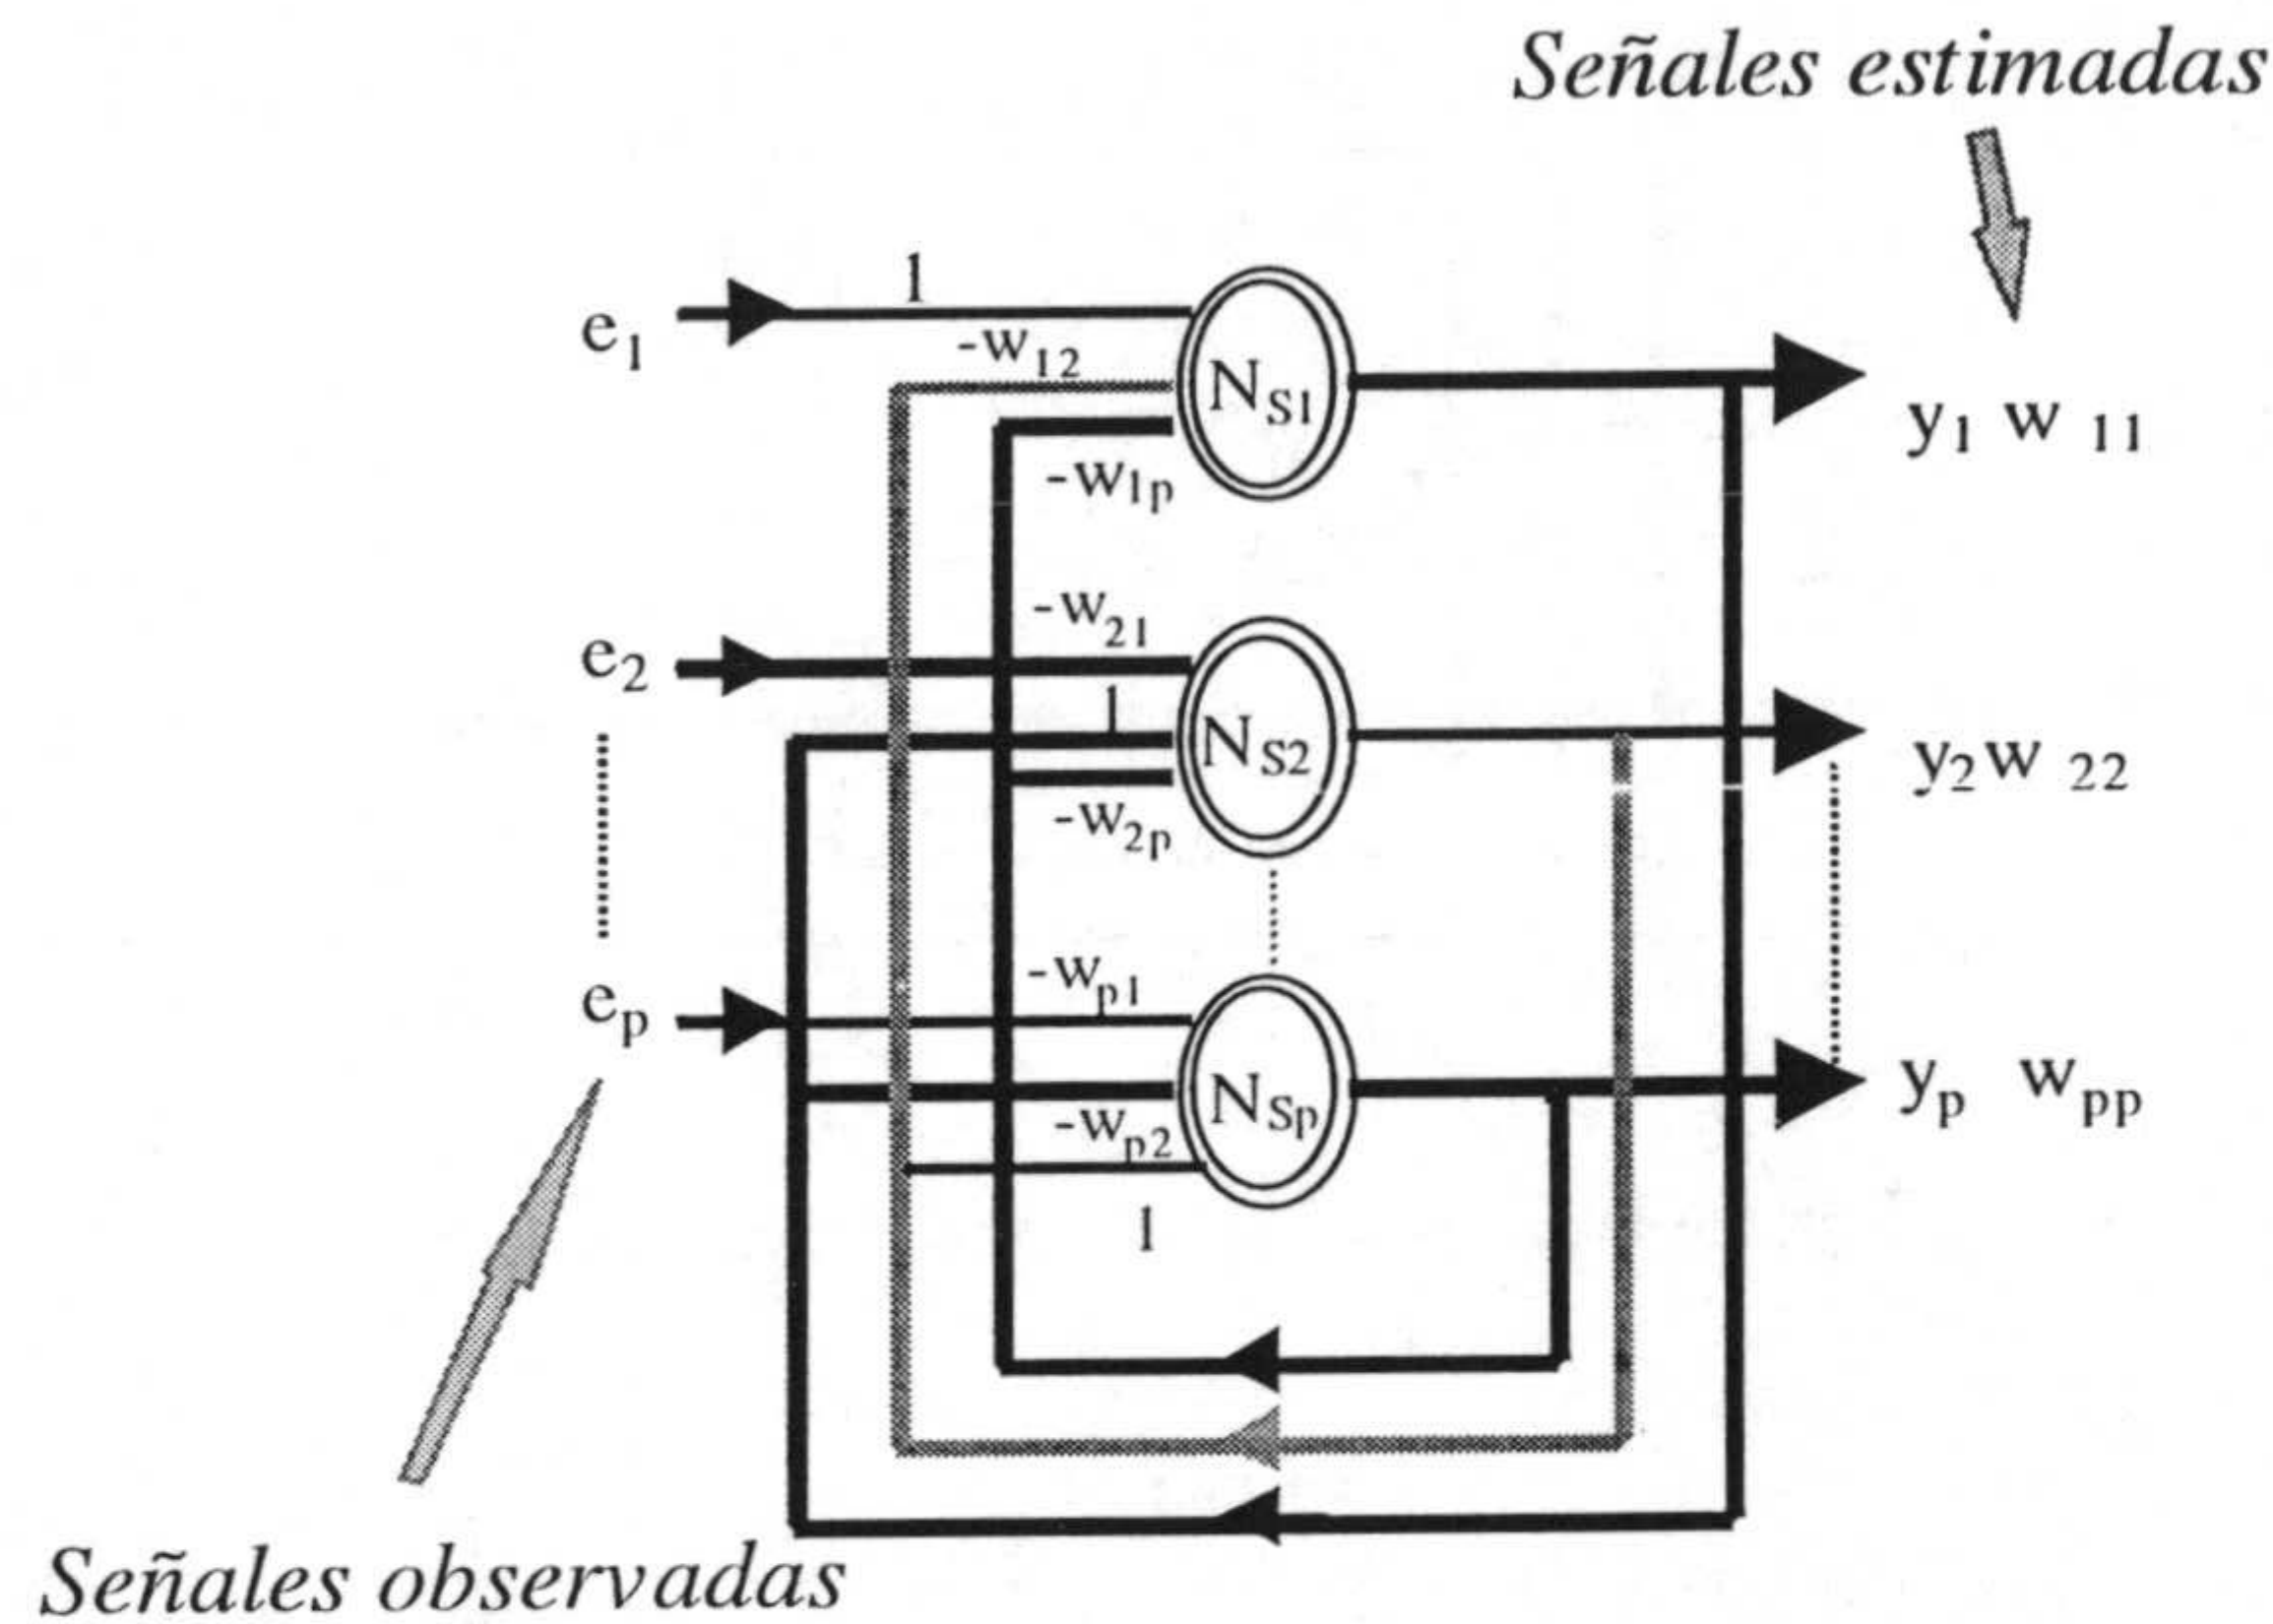 Señales estimadas
1
e1
-w12
NS1
y1 w 11
-w1p
-w21
e2
1
NS2
y2w 22
-w2p
-wp1
ep
NSp
yp wpp
-wp2
1
Señales observadas